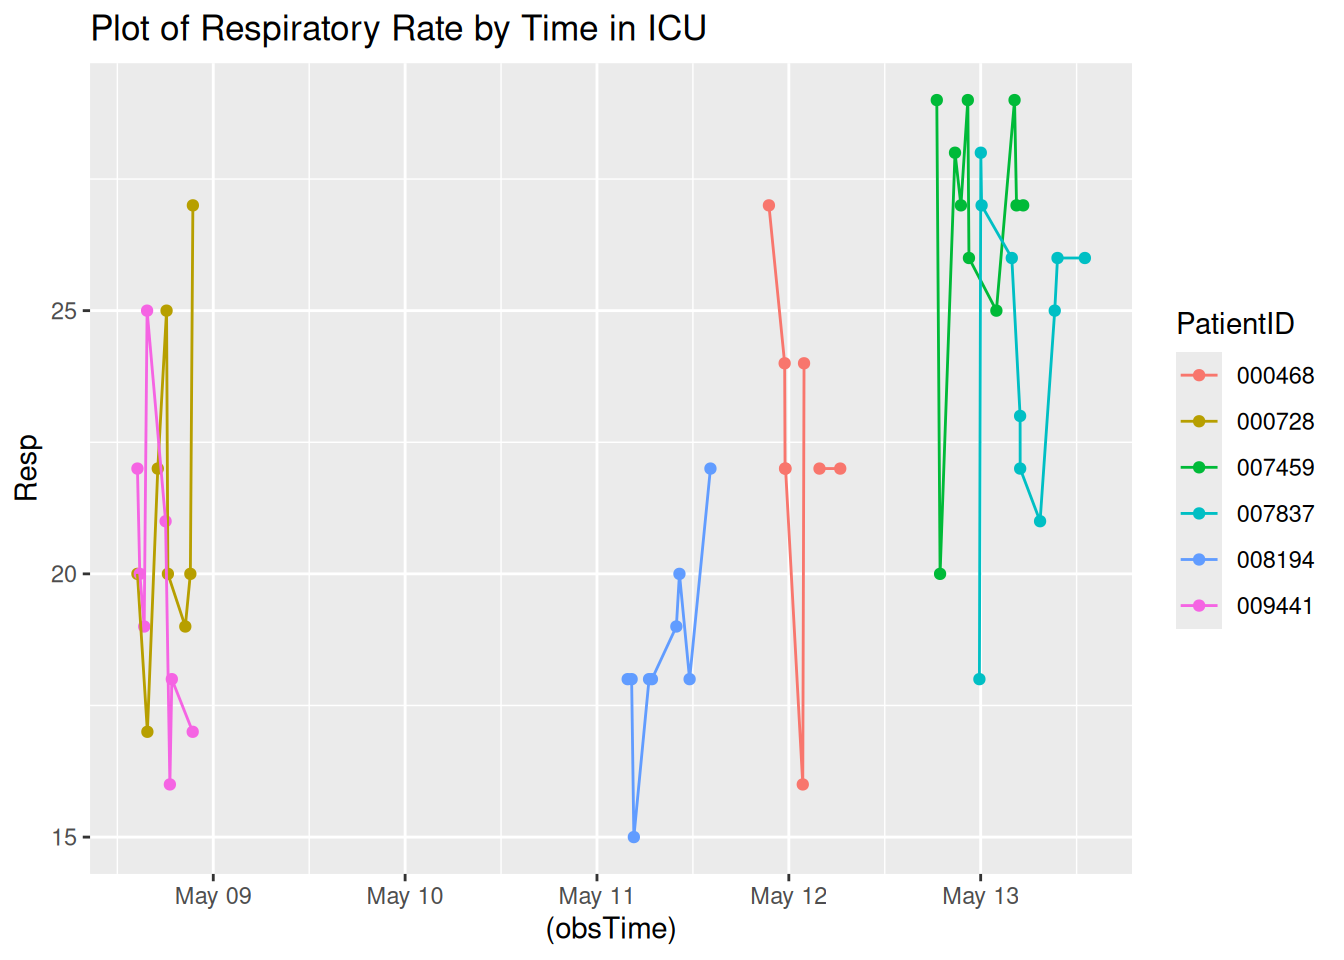 Plot of Respiratory Rate by Time in ICU
Resp
25
20
15
May 09
May 10
May 11
May 12
May 13
(obsTime)
PatientID
000468
000728
007459
007837
008194
009441